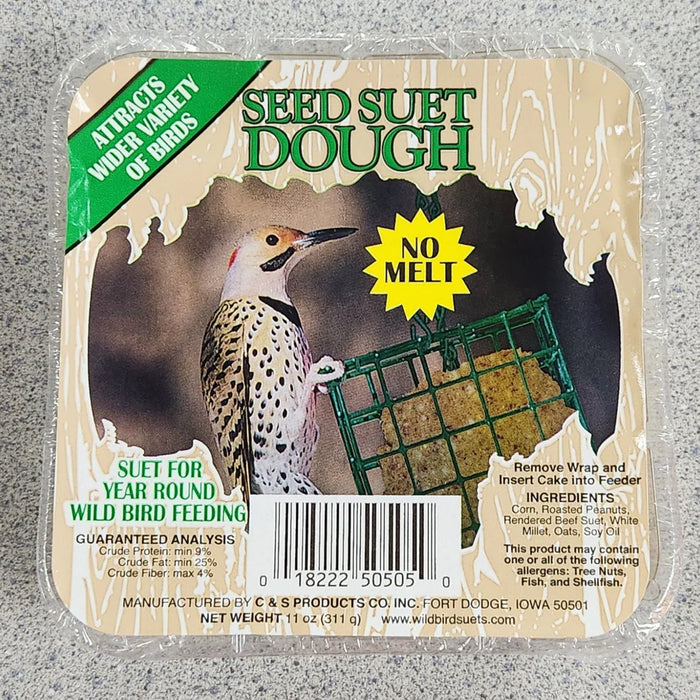 ATTRACTS
WIDER VARIETY
OF BIRDS
SEED SUET
DOUGH
NO
MELT
SUET FOR
YEAR ROUND
WILD BIRD FEEDING
GUARANTEED ANALYSIS
Crude Protein: min 9%
Crude Fat: min 25%
Crude Fiber: max 4%
0 18222 50505 0
Remove Wrap and
Insert Cake into Feeder
INGREDIENTS
Corn, Roasted Peanuts,
Rendered Beef Suet, White
Millet, Oats, Soy Oil
This product may contain
one or all of the following
allergens: Tree Nuts,
Fish, and Shellfish.
MANUFACTURED BY C & S PRODUCTS CO. INC. FORT DODGE, IOWA 50501
NET WEIGHT 11 oz (311 g) www.wildbirdsuets.com